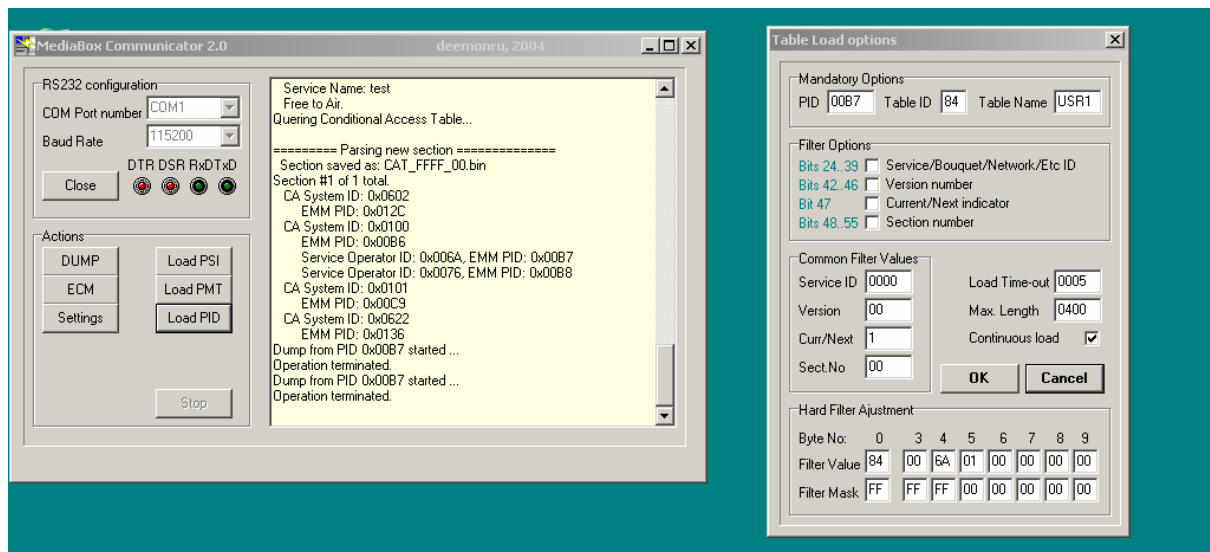 MediaBox Communicator 2.0 deemonru, 2004
RS232 configuration
COM Port number COM1
Baud Rate 115200
DTR DSR RxD TxD
Close
Actions
DUMP Load PSI
ECM Load PMT
Settings Load PID
Stop
Service Name: test
Free to Air.
Quering Conditional Access Table...
========= Parsing new section ==============
Section saved as: CAT_FFFF_00.bin
Section #1 of 1 total.
CA System ID: 0x0602
EMM PID: 0x012C
CA System ID: 0x0100
EMM PID: 0x00B6
Service Operator ID: 0x006A, EMM PID: 0x00B7
Service Operator ID: 0x0076, EMM PID: 0x00B8
CA System ID: 0x0101
EMM PID: 0x00C9
CA System ID: 0x0622
EMM PID: 0x0136
Dump from PID 0x00B7 started ...
Operation terminated.
Dump from PID 0x00B7 started ...
Operation terminated.
Table Load options
Mandatory Options
PID 00B7 Table ID 84 Table Name USR1
Filter Options
Bits 24..39 Service/Bouquet/Network/Etc ID
Bits 42..46 Version number
Bit 47 Current/Next indicator
Bits 48..55 Section number
Common Filter Values
Service ID 0000 Load Time-out 0005
Version 00 Max. Length 0400
Curr/Next 1 Continuous load
Sect.No 00
OK Cancel
Hard Filter Ajustment
Byte No: 0 3 4 5 6 7 8 9
Filter Value 84 00 6A 01 00 00 00 00
Filter Mask FF FF FF 00 00 00 00 00